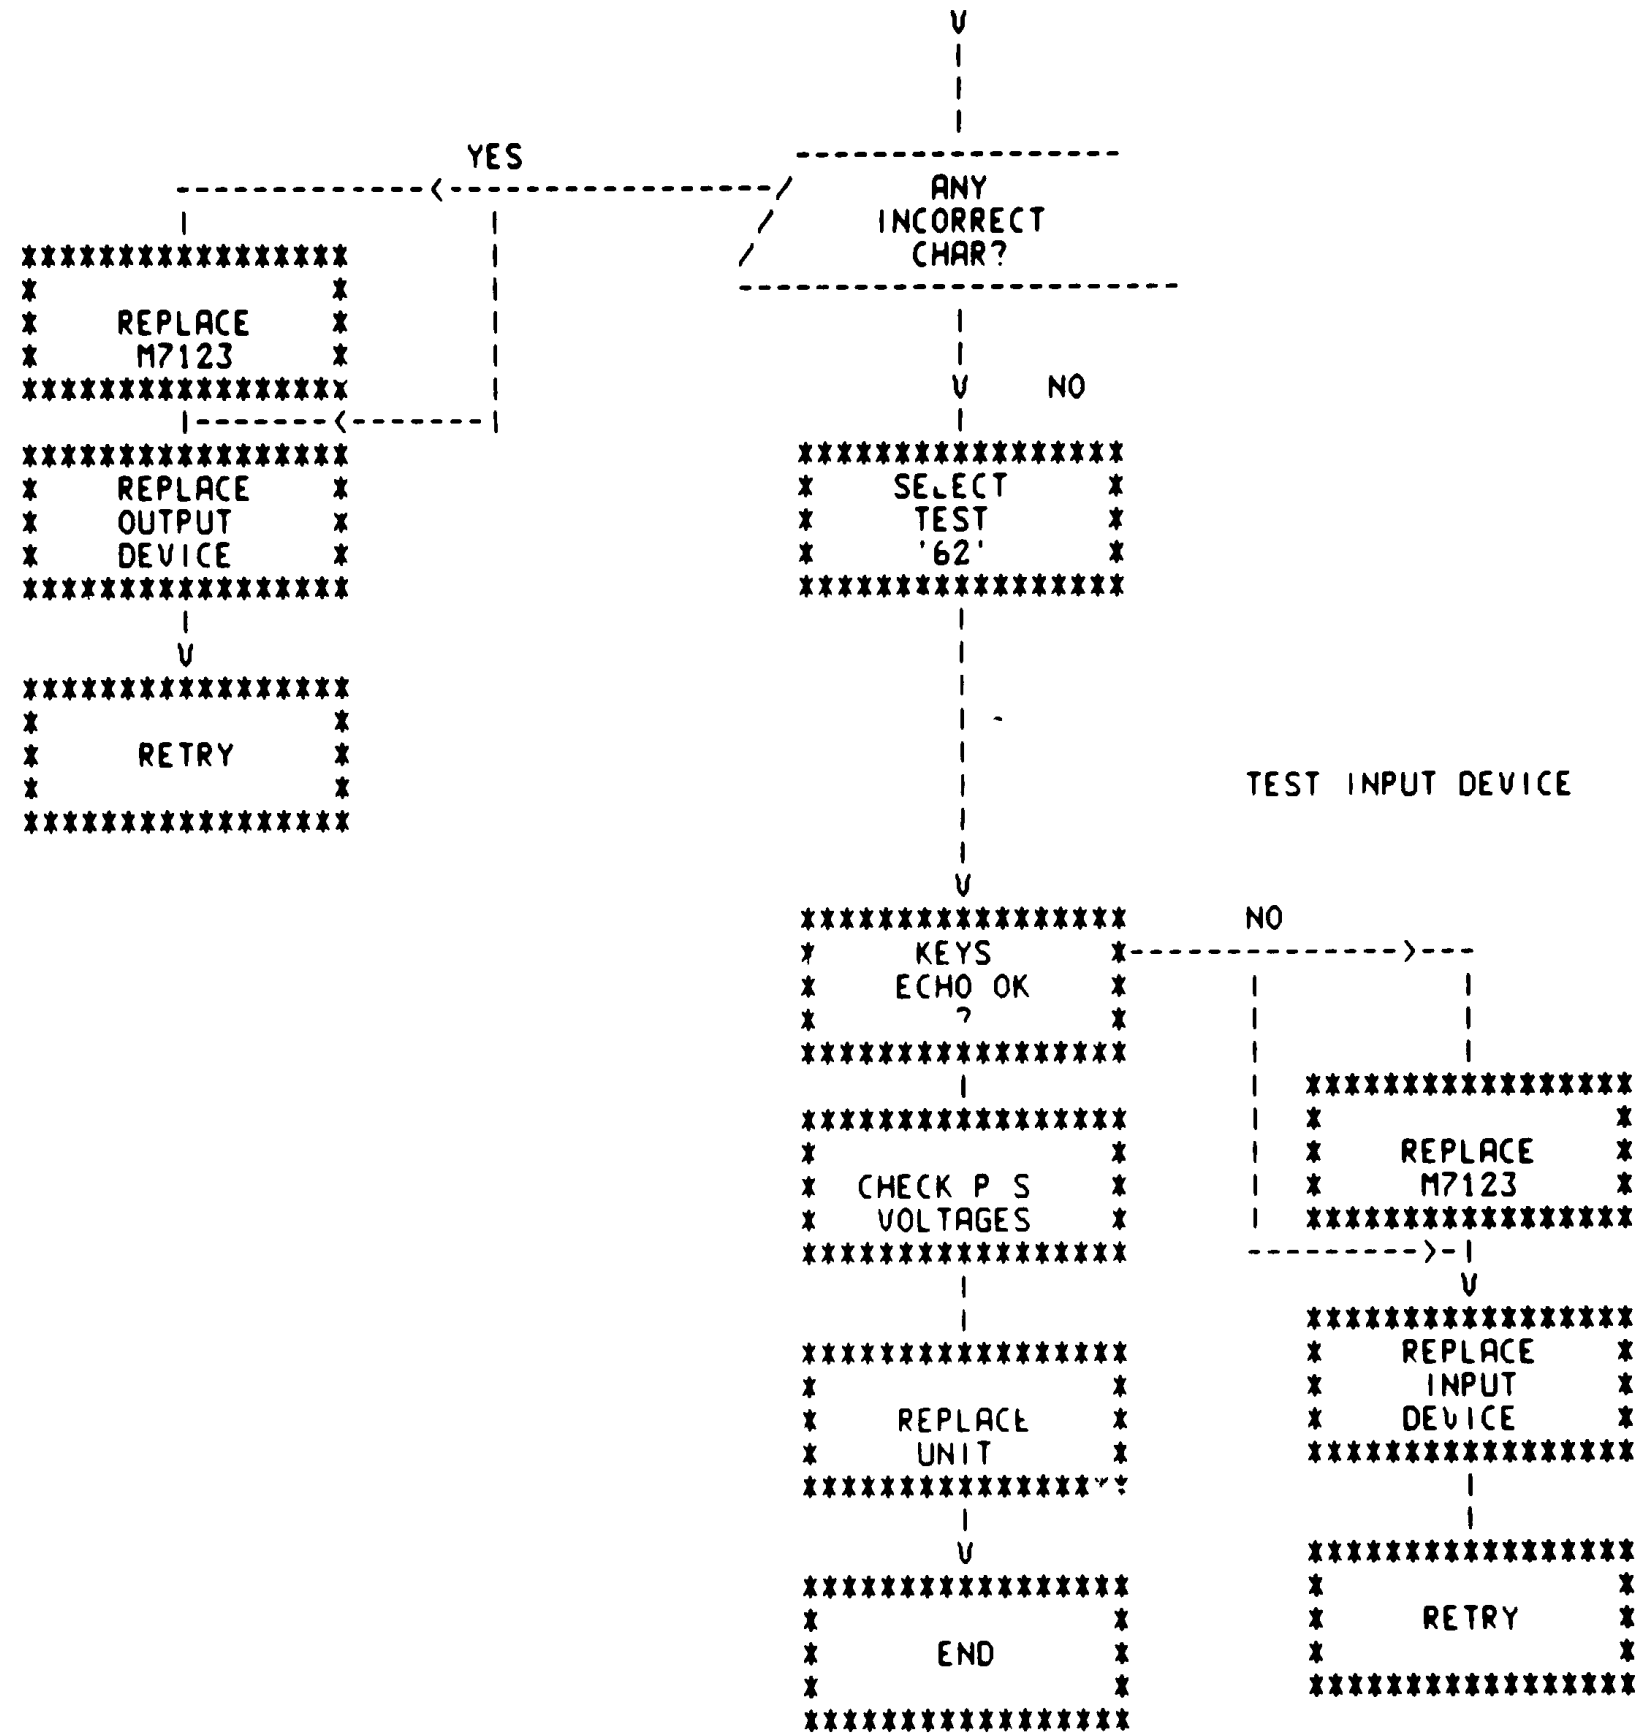 YES
ANY
INCORRECT
CHAR?
REPLACE
M7123
NO
REPLACE
OUTPUT
DEVICE
SELECT
TEST
'62'
RETRY
TEST INPUT DEVICE
KEYS
ECHO OK
?
NO
CHECK P S
VOLTAGES
REPLACE
M7123
REPLACE
UNIT
REPLACE
INPUT
DEVICE
END
RETRY